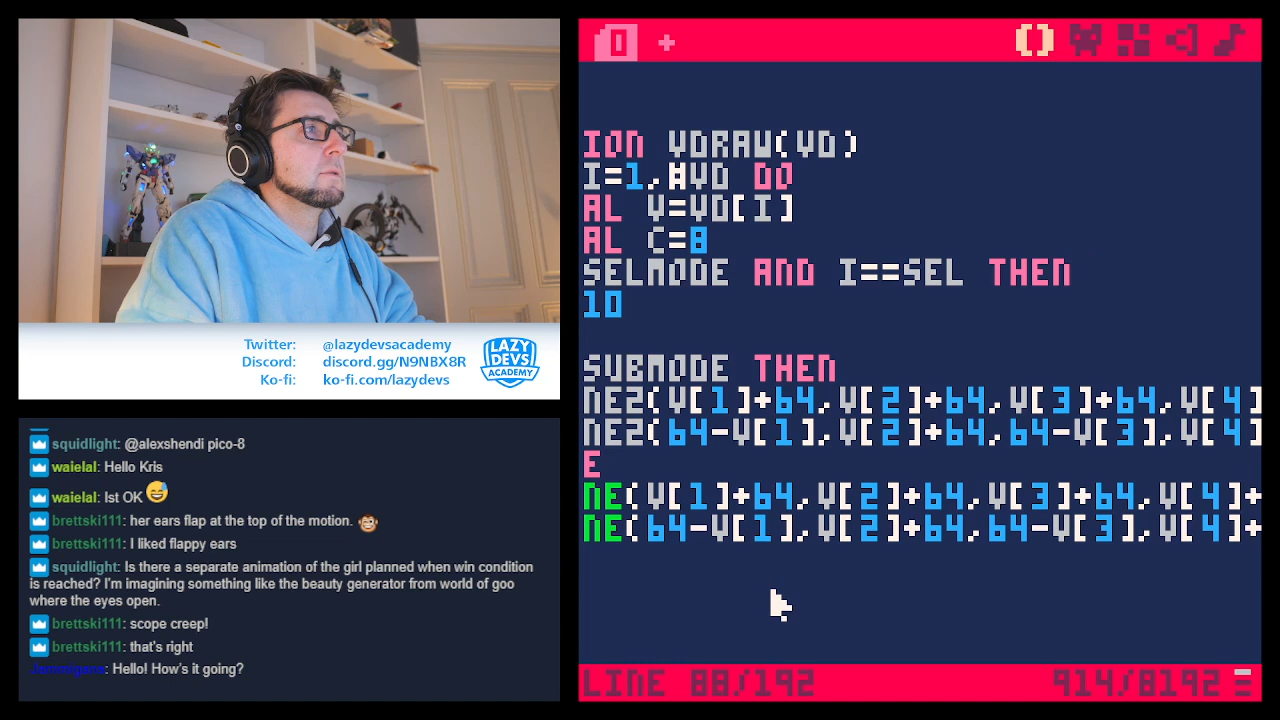 Twitter: @lazydevsacademy
Discord: discord.gg/N9NBX8R
Ko-fi: ko-fi.com/lazydevs
LAZY
DEVS
ACADEMY
squidlight: @alexshendi pico-8
waielal: Hello Kris
waielal: Ist OK
brettski111: her ears flap at the top of the motion.
brettski111: I liked flappy ears
squidlight: Is there a separate animation of the girl planned when win condition
is reached? I'm imagining something like the beauty generator from world of goo
where the eyes open.
brettski111: scope creep!
brettski111: that's right
: Hello! How's it going?
0 +
ION VDRAW(VD)
I=1,#VD DO
AL V=VD[I]
AL C=8
SELMODE AND I==SEL THEN
10
SUBMODE THEN
NE2(V[1]+64,V[2]+64,V[3]+64,V[4]
NE2(64-V[1],V[2]+64,64-V[3],V[4]
E
NE(V[1]+64,V[2]+64,V[3]+64,V[4]+
NE(64-V[1],V[2]+64,64-V[3],V[4]+
LINE 88/192 914/8192